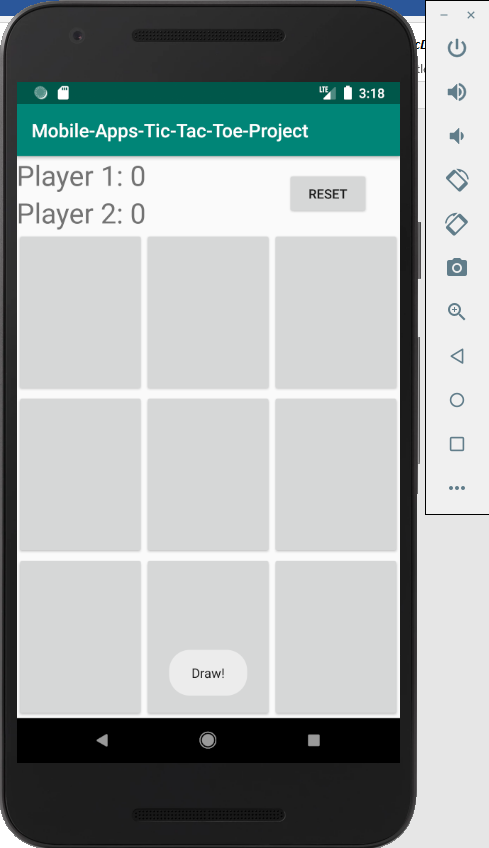 LTE 3:18
Mobile-Apps-Tic-Tac-Toe-Project
Player 1: 0
RESET
Player 2: 0
Draw!